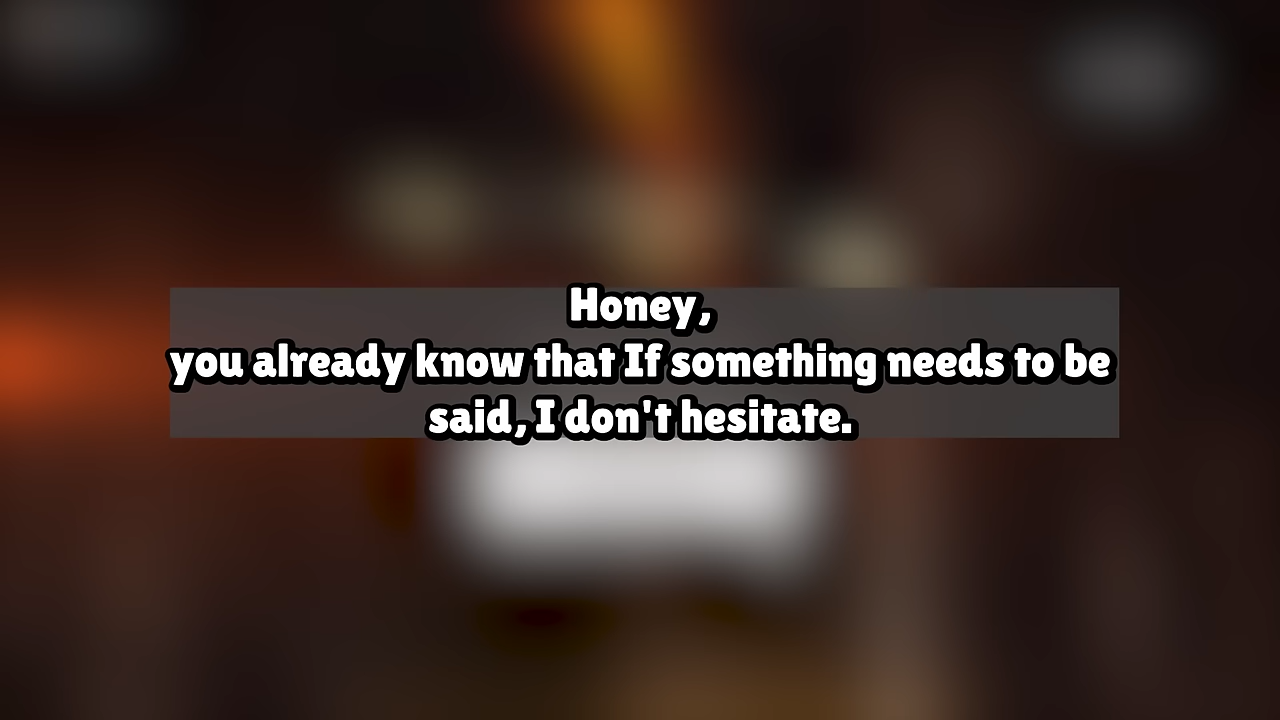 Honey,
you already know that If something needs to be
said, I don't hesitate.